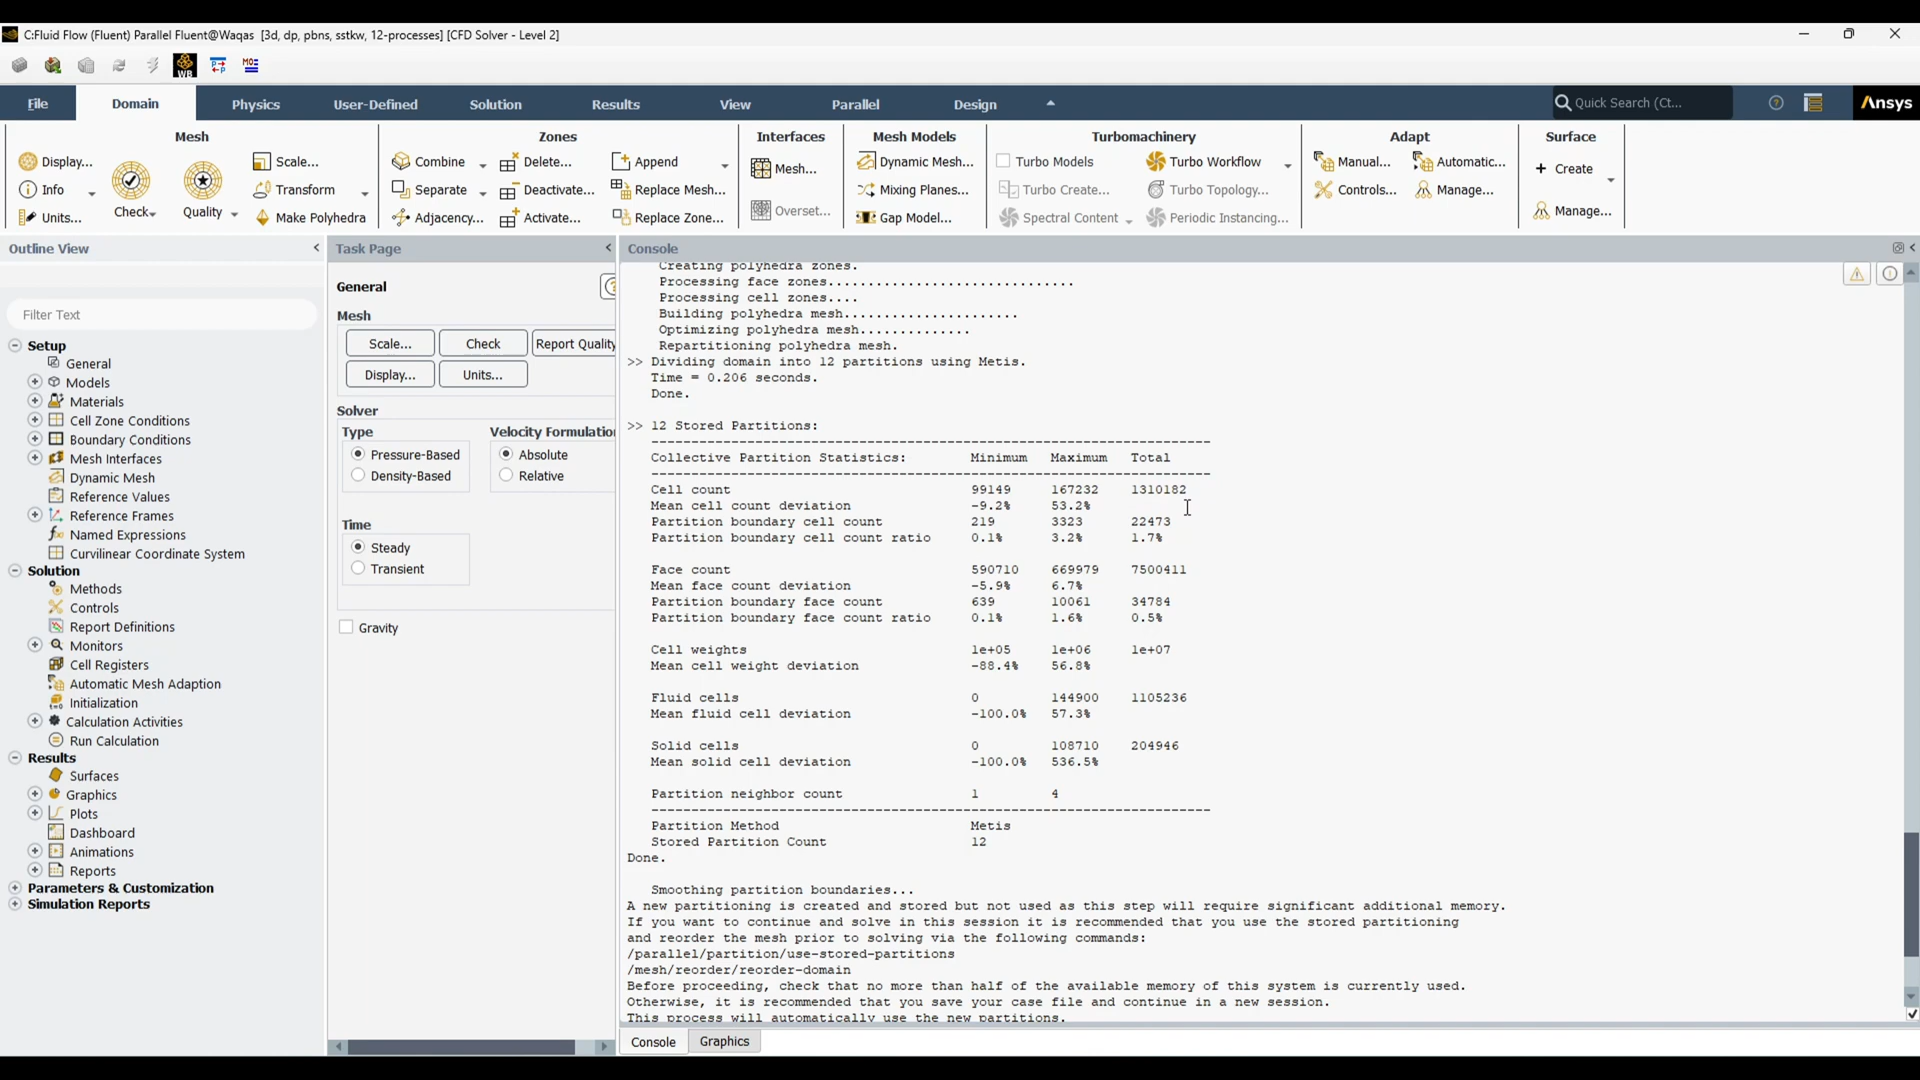 C:Fluid Flow (Fluent) Parallel Fluent@Waqas [3d, dp, pbns, sstkw, 12-processes] [CFD Solver - Level 2]
WB
File Domain Physics User-Defined Solution Results View Parallel Design Quick Search (Ct... Ansys
Mesh Zones Interfaces Mesh Models Turbomachinery Adapt Surface
Display... Scale... Combine Delete... Append Mesh... Dynamic Mesh... Turbo Models Turbo Workflow Manual... Automatic... Create
Info Transform Separate Deactivate... Replace Mesh... Mixing Planes... Turbo Create... Turbo Topology... Controls... Manage...
Units... Check Quality Make Polyhedra Adjacency... Activate... Replace Zone... Overset... Gap Model... Spectral Content Periodic Instancing... Manage...
Outline View
Filter Text
Setup
General
Models
Materials
Cell Zone Conditions
Boundary Conditions
Mesh Interfaces
Dynamic Mesh
Reference Values
Reference Frames
Named Expressions
Curvilinear Coordinate System
Solution
Methods
Controls
Report Definitions
Monitors
Cell Registers
Automatic Mesh Adaption
Initialization
Calculation Activities
Run Calculation
Results
Surfaces
Graphics
Plots
Dashboard
Animations
Reports
Parameters & Customization
Simulation Reports
Task Page
General
Mesh
Scale... Check Report Quality
Display... Units...
Solver
Type Velocity Formulation
Pressure-Based Absolute
Density-Based Relative
Time
Steady
Transient
Gravity
Console
Creating polyhedra zones.
Processing face zones...............................
Processing cell zones....
Building polyhedra mesh......................
Optimizing polyhedra mesh..............
Repartitioning polyhedra mesh.
>> Dividing domain into 12 partitions using Metis.
Time = 0.206 seconds.
Done.
>> 12 Stored Partitions:
----------------------------------------------------------------------
Collective Partition Statistics: Minimum Maximum Total
----------------------------------------------------------------------
Cell count 99149 167232 1310182
Mean cell count deviation -9.2% 53.2%
Partition boundary cell count 219 3323 22473
Partition boundary cell count ratio 0.1% 3.2% 1.7%
Face count 590710 669979 7500411
Mean face count deviation -5.9% 6.7%
Partition boundary face count 639 10061 34784
Partition boundary face count ratio 0.1% 1.6% 0.5%
Cell weights 1e+05 1e+06 1e+07
Mean cell weight deviation -88.4% 56.8%
Fluid cells 0 144900 1105236
Mean fluid cell deviation -100.0% 57.3%
Solid cells 0 108710 204946
Mean solid cell deviation -100.0% 536.5%
Partition neighbor count 1 4
----------------------------------------------------------------------
Partition Method Metis
Stored Partition Count 12
Done.
Smoothing partition boundaries...
A new partitioning is created and stored but not used as this step will require significant additional memory.
If you want to continue and solve in this session it is recommended that you use the stored partitioning
and reorder the mesh prior to solving via the following commands:
/parallel/partition/use-stored-partitions
/mesh/reorder/reorder-domain
Before proceeding, check that no more than half of the available memory of this system is currently used.
Otherwise, it is recommended that you save your case file and continue in a new session.
This process will automatically use the new partitions.
Console Graphics